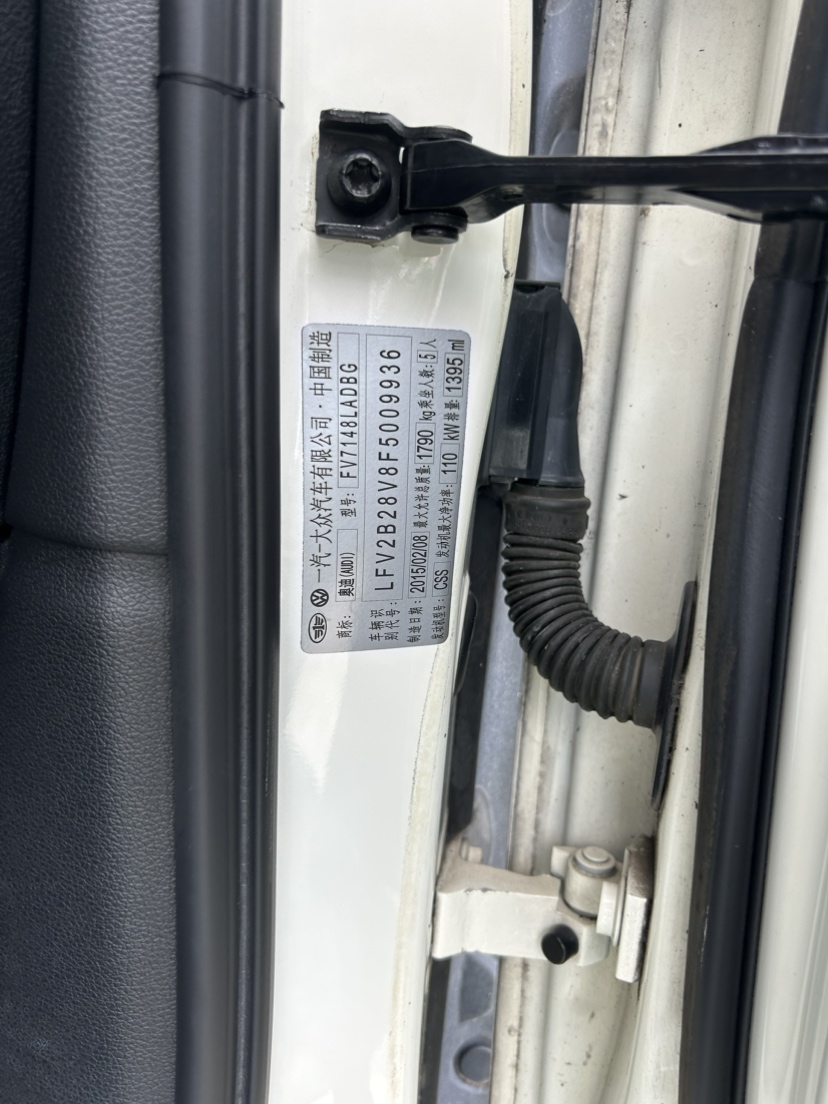 一汽-大众汽车有限公司·中国制造
商标: 奥迪(AUDI) 型号: FV7148LADBG
车辆识别代号: LFV2B28V8F5009936
制造日期: 2015/02/08 最大允许总质量: 1790 kg 乘坐人数: 5 人
发动机型号: CSS 发动机最大净功率: 110 kW 排量: 1395 ml